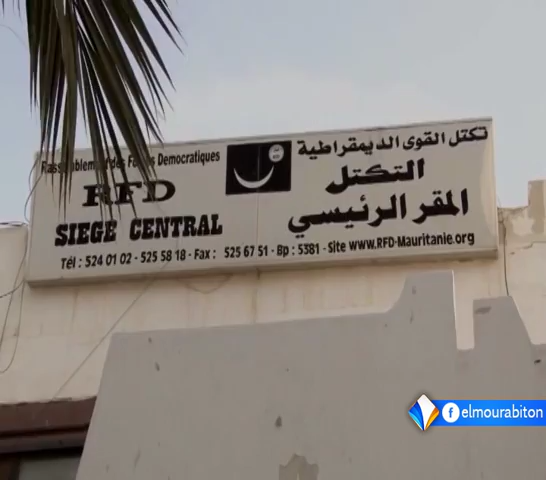 تكتل القوى الديمقراطية
التكتل
المقر الرئيسي
Rassemblement des Forces Democratiques
RFD
SIEGE CENTRAL
Tél : 524 01 02 - 525 58 18 - Fax : 525 67 51 - Bp : 5381 - Site www.RFD-Mauritanie.org
elmourabiton